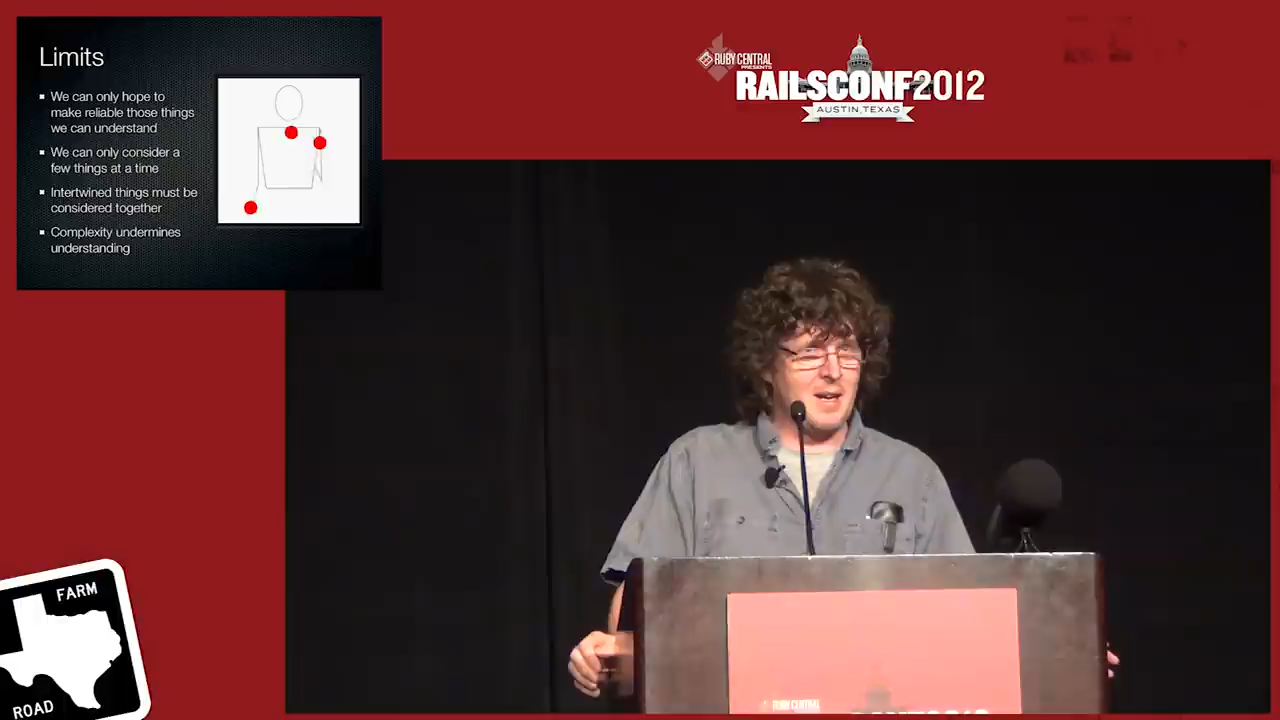 Limits
We can only hope to
make reliable those things
we can understand
We can only consider a
few things at a time
Intertwined things must be
considered together
Complexity undermines
understanding
RUBY CENTRAL
PRESENTS
RAILSCONF2012
AUSTIN, TEXAS
FARM
ROAD
RUBY CENTRAL